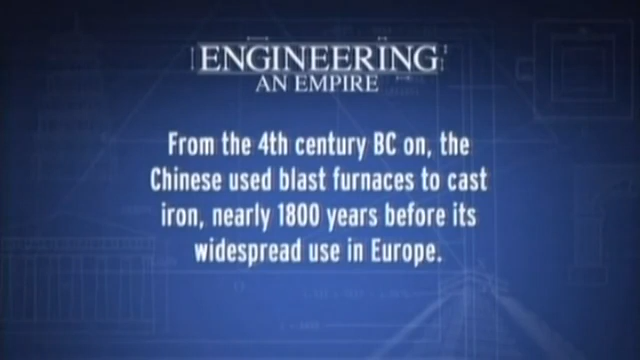 ENGINEERING
AN EMPIRE
From the 4th century BC on, the
Chinese used blast furnaces to cast
iron, nearly 1800 years before its
widespread use in Europe.